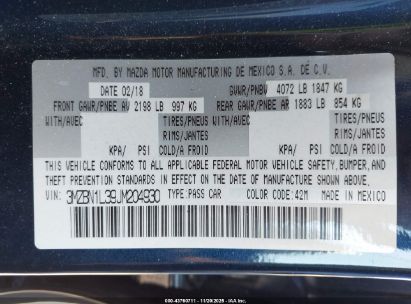 MFD. BY MAZDA MOTOR MANUFACTURING DE MEXICO S.A. DE C.V.
DATE 02/18 GVWR/PNBV 4072 LB 1847 KG
FRONT GAWR/PNBE AV 2198 LB 997 KG REAR GAWR/PNBE AR 1883 LB 854 KG
WITH/AVEC TIRES/PNEUS WITH/AVEC TIRES/PNEUS
RIMS/JANTES RIMS/JANTES
KPA/ PSI COLD/A FROID KPA/ PSI COLD/A FROID
THIS VEHICLE CONFORMS TO ALL APPLICABLE FEDERAL MOTOR VEHICLE SAFETY, BUMPER, AND
THEFT PREVENTION STANDARDS IN EFFECT ON THE DATE OF MANUFACTURE SHOWN ABOVE.
VIN: 3MZBN1L39JM204930 TYPE: PASS CAR COLOR: 42M MADE IN MEXICO